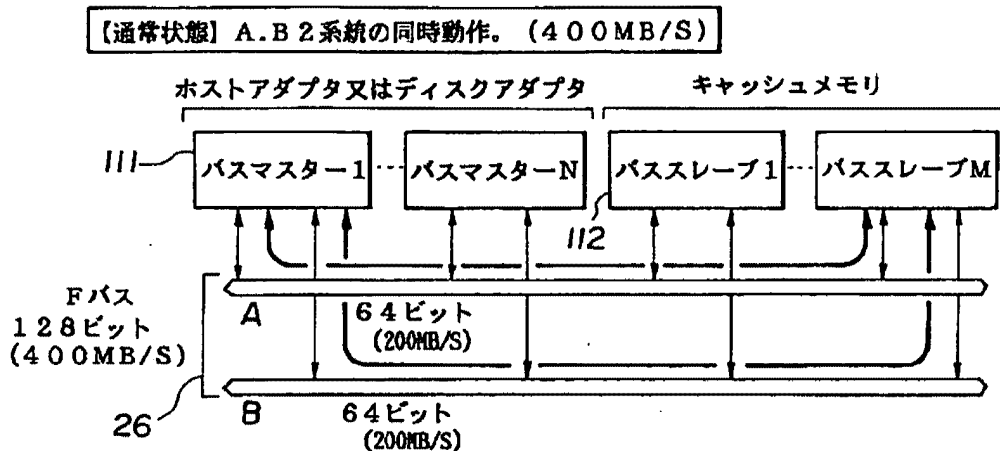 【通常状態】A.B2系統の同時動作。(400MB/S)
ホストアダプタ又はディスクアダプタ
キャッシュメモリ
111
バスマスター1
バスマスターN
バススレーブ1
バススレーブM
112
Fバス
128ビット
(400MB/S)
A
64ビット
(200MB/S)
26
B
64ビット
(200MB/S)